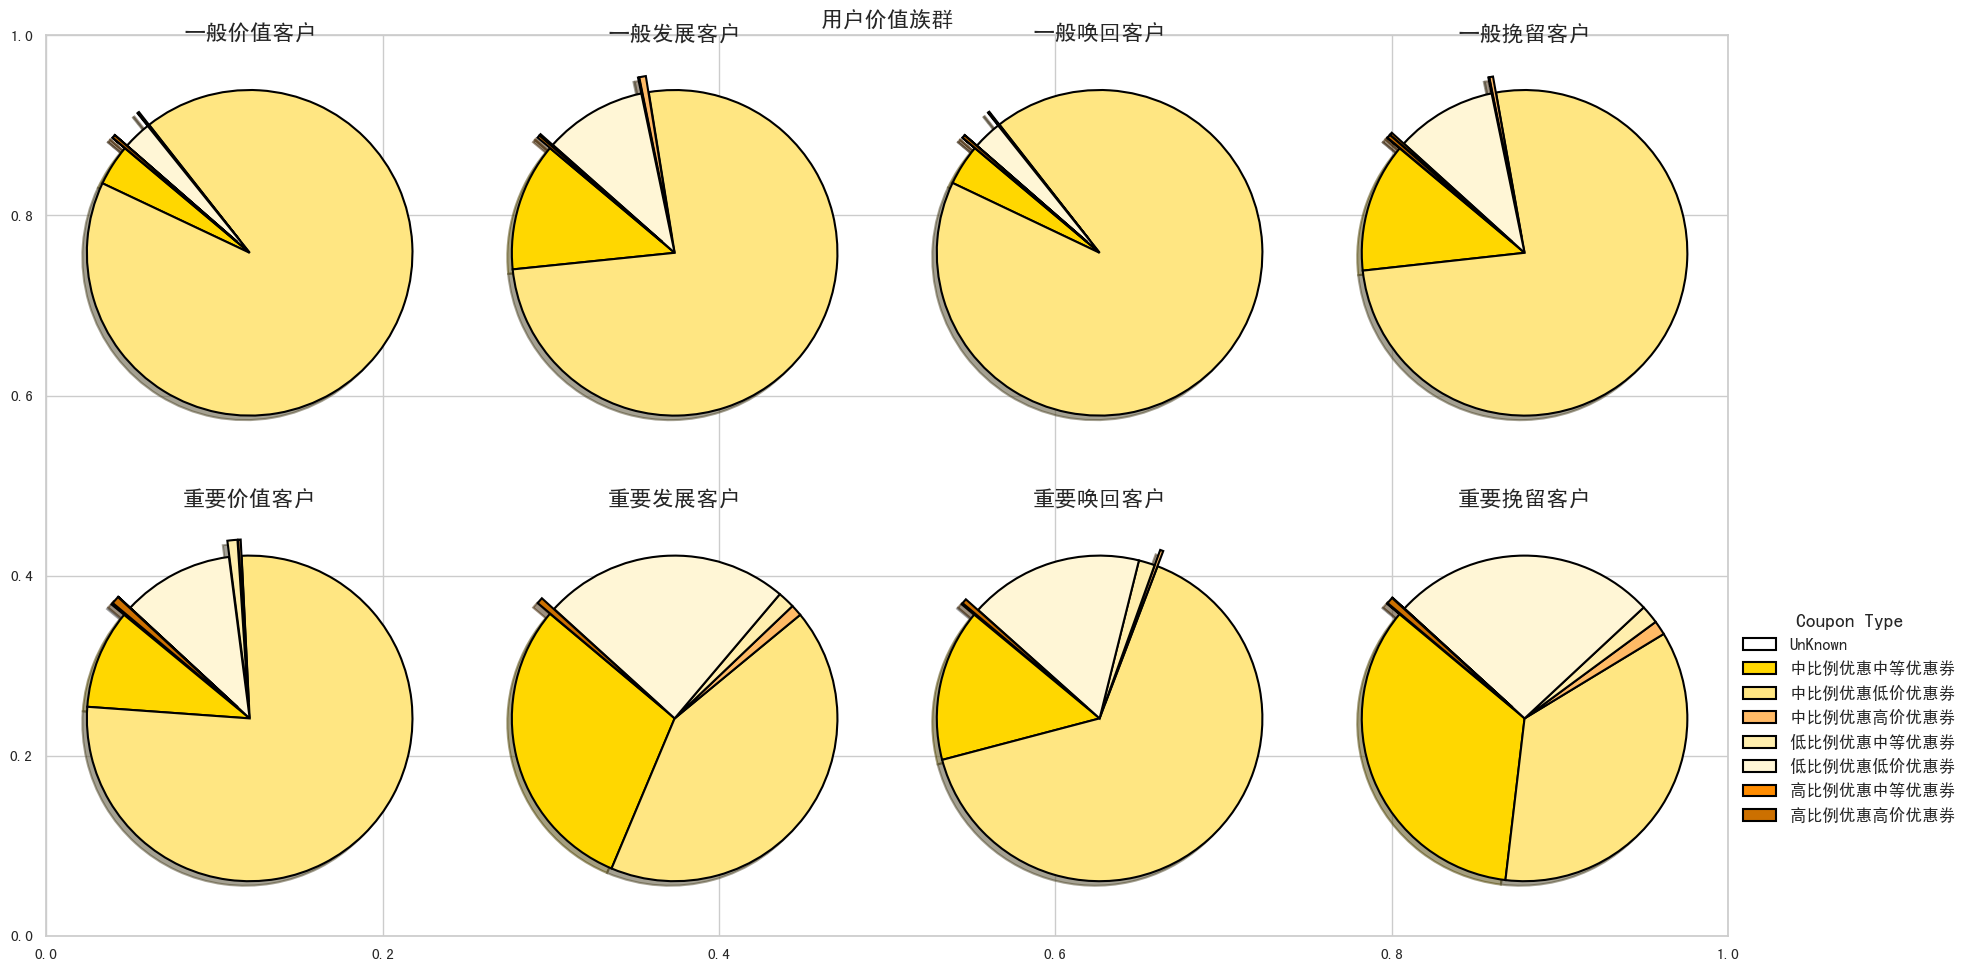 用户价值族群
一般价值客户
一般发展客户
一般唤回客户
一般挽留客户
重要价值客户
重要发展客户
重要唤回客户
重要挽留客户
1.0
0.8
0.6
0.4
0.2
0.0
0.0
0.2
0.4
0.6
0.8
1.0
Coupon Type
UnKnown
中比例优惠中等优惠劵
中比例优惠低价优惠劵
中比例优惠高价优惠劵
低比例优惠中等优惠劵
低比例优惠低价优惠劵
高比例优惠中等优惠劵
高比例优惠高价优惠劵